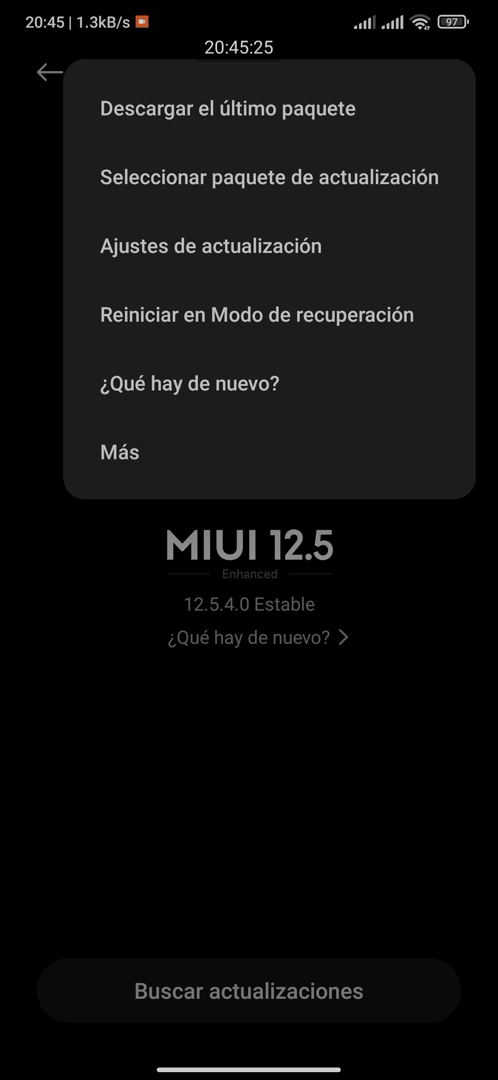 20:45 | 1.3kB/s 97
20:45:25
Descargar el último paquete
Seleccionar paquete de actualización
Ajustes de actualización
Reiniciar en Modo de recuperación
¿Qué hay de nuevo?
Más
MIUI 12.5
Enhanced
12.5.4.0 Estable
¿Qué hay de nuevo?
Buscar actualizaciones